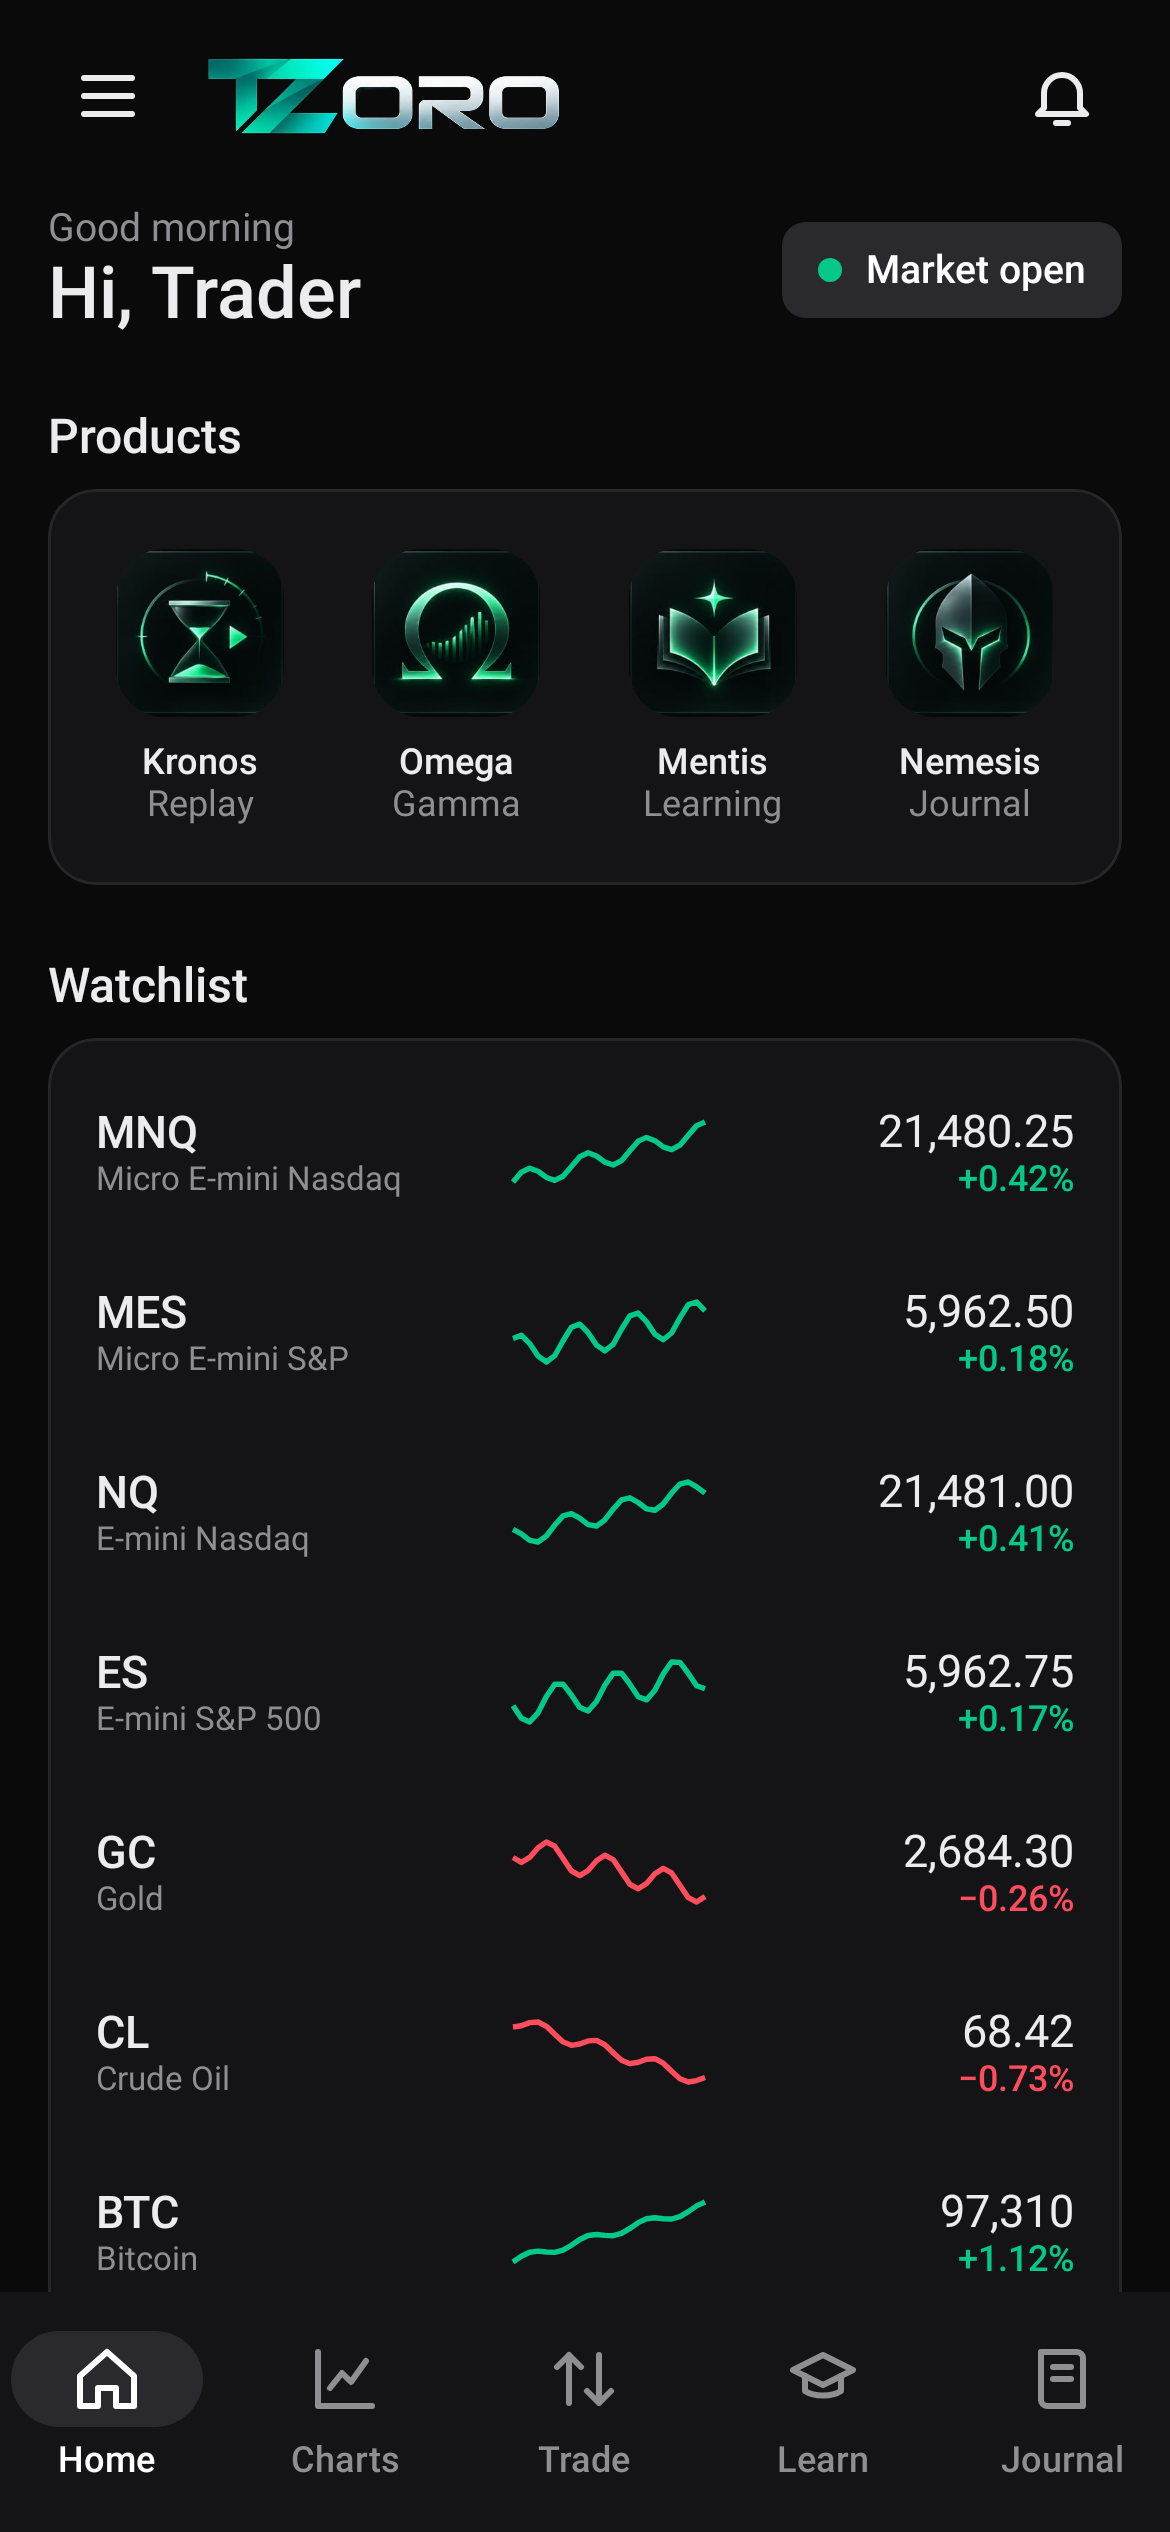 TZORO
Good morning
Hi, Trader
Market open
Products
Kronos
Replay
Omega
Gamma
Mentis
Learning
Nemesis
Journal
Watchlist
MNQ
Micro E-mini Nasdaq
21,480.25
+0.42%
MES
Micro E-mini S&P
5,962.50
+0.18%
NQ
E-mini Nasdaq
21,481.00
+0.41%
ES
E-mini S&P 500
5,962.75
+0.17%
GC
Gold
2,684.30
−0.26%
CL
Crude Oil
68.42
−0.73%
BTC
Bitcoin
97,310
+1.12%
Home
Charts
Trade
Learn
Journal